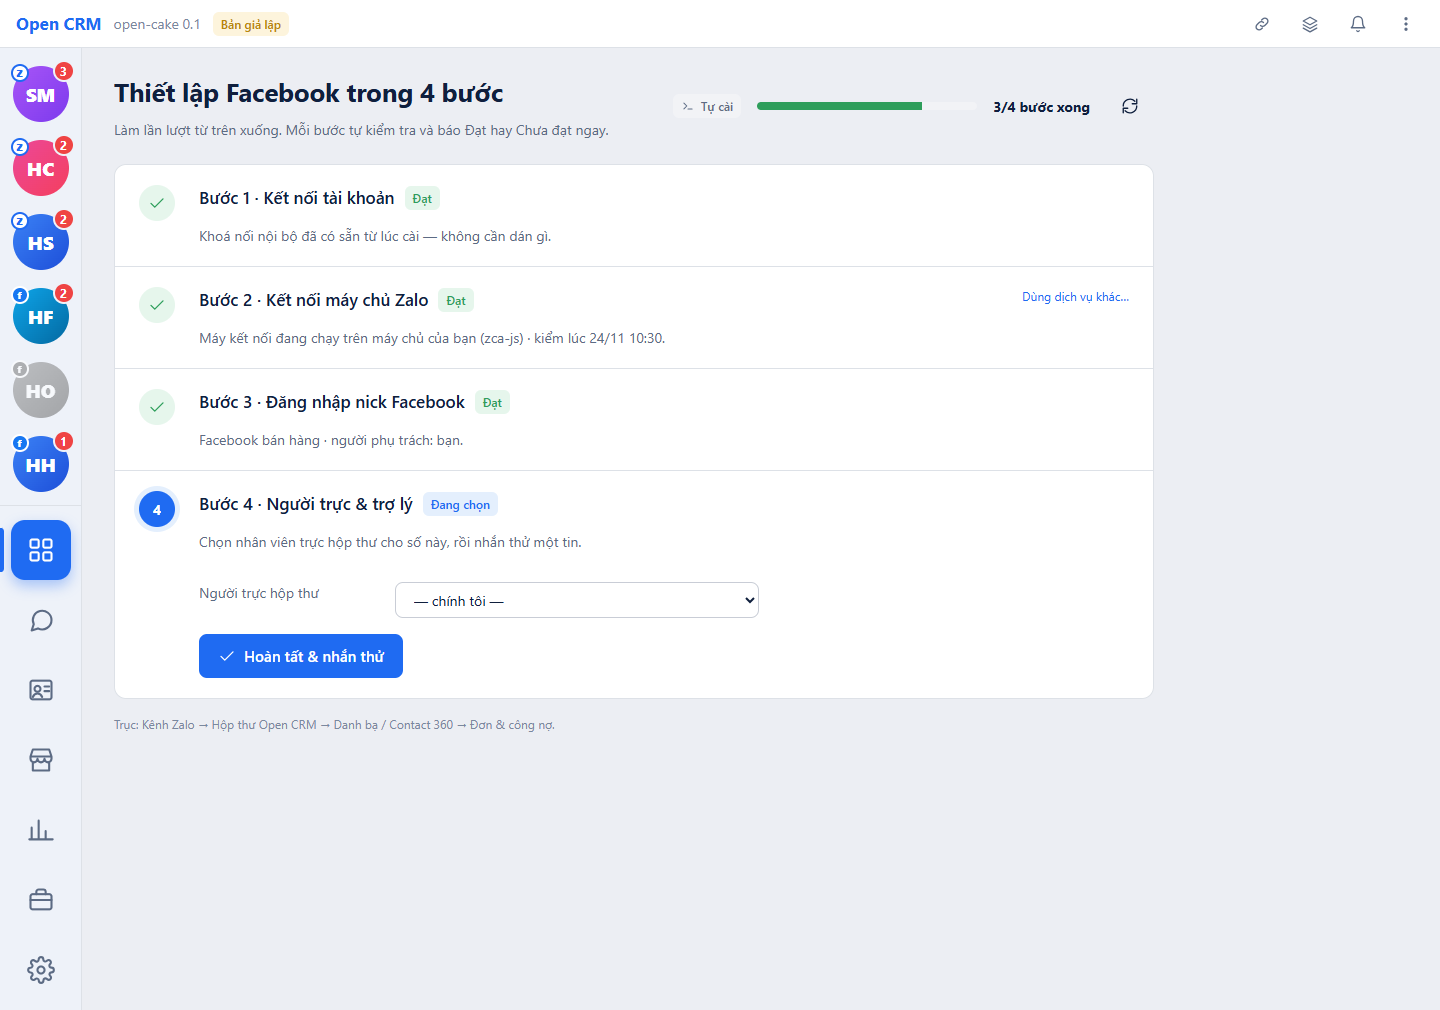 Open CRM open-cake 0.1 Bản giả lập
z 3
SM
z 2
HC
z 2
HS
f 2
HF
f
HO
f 1
HH
Thiết lập Facebook trong 4 bước
Làm lần lượt từ trên xuống. Mỗi bước tự kiểm tra và báo Đạt hay Chưa đạt ngay.
Tự cài
3/4 bước xong
Bước 1 · Kết nối tài khoản Đạt
Khoá nối nội bộ đã có sẵn từ lúc cài — không cần dán gì.
Bước 2 · Kết nối máy chủ Zalo Đạt
Dùng dịch vụ khác...
Máy kết nối đang chạy trên máy chủ của bạn (zca-js) · kiểm lúc 24/11 10:30.
Bước 3 · Đăng nhập nick Facebook Đạt
Facebook bán hàng · người phụ trách: bạn.
4
Bước 4 · Người trực & trợ lý Đang chọn
Chọn nhân viên trực hộp thư cho số này, rồi nhắn thử một tin.
Người trực hộp thư
— chính tôi —
Hoàn tất & nhắn thử
Trục: Kênh Zalo → Hộp thư Open CRM → Danh bạ / Contact 360 → Đơn & công nợ.